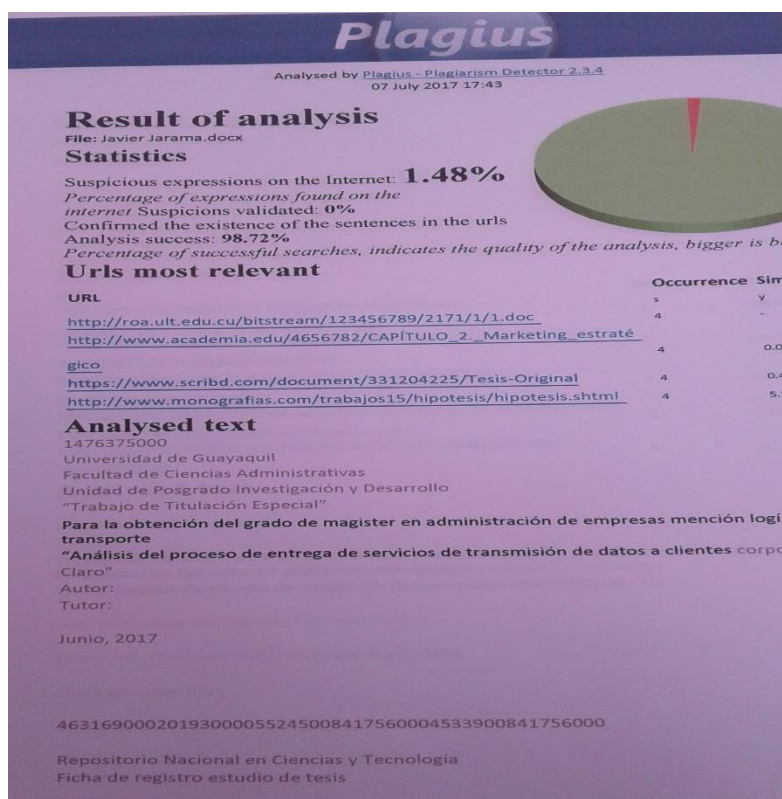 Plagius
Analysed by Plagius - Plagiarism Detector 2.3.4
07 July 2017 17:43
Result of analysis
File: Javier Jarama.docx
Statistics
Suspicious expressions on the Internet: 1.48%
Percentage of expressions found on the
internet Suspicions validated: 0%
Confirmed the existence of the sentences in the urls
Analysis success: 98.72%
Percentage of successful searches, indicates the quality of the analysis, bigger is
Urls most relevant
Occurrence Sim
URL s y
http://roa.ult.edu.cu/bitstream/123456789/2171/1/1.doc 4 -
http://www.academia.edu/4656782/CAPÍTULO_2._Marketing_estraté
gico 4 0.0
https://www.scribd.com/document/331204225/Tesis-Original 4 0.4
http://www.monografias.com/trabajos15/hipotesis/hipotesis.shtml 4 5.
Analysed text
1476375000
Universidad de Guayaquil
Facultad de Ciencias Administrativas
Unidad de Posgrado Investigación y Desarrollo
“Trabajo de Titulación Especial”
Para la obtención del grado de magister en administración de empresas mención logí
transporte
“Análisis del proceso de entrega de servicios de transmisión de datos a clientes corpo
Claro”
Autor:
Tutor:
Junio, 2017
46316900020193000055245008417560004533900841756000
Repositorio Nacional en Ciencias y Tecnología
Ficha de registro estudio de tesis